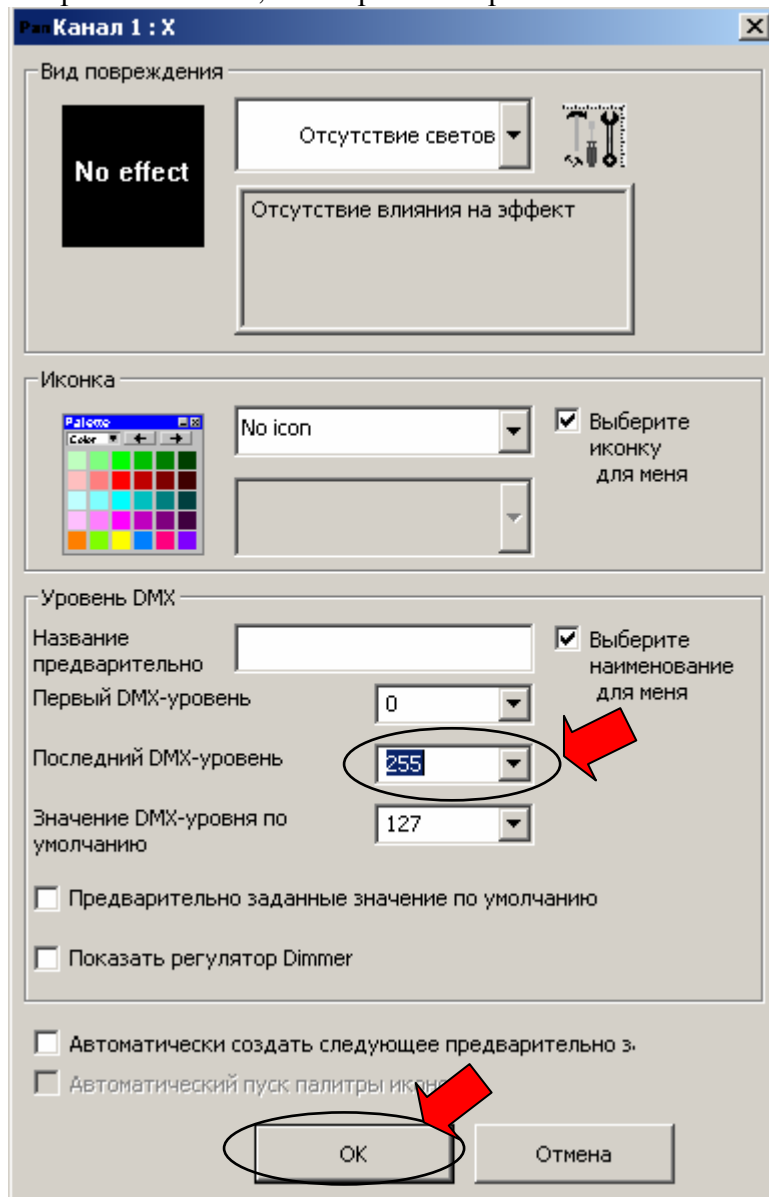 Pan Канал 1 : X
Вид повреждения
No effect
Отсутствие светов
Отсутствие влияния на эффект
Иконка
Palette
Color
No icon
Выберите
иконку
для меня
Уровень DMX
Название
предварительно
Выберите
наименование
для меня
Первый DMX-уровень
0
Последний DMX-уровень
255
Значение DMX-уровня по
умолчанию
127
Предварительно заданные значение по умолчанию
Показать регулятор Dimmer
Автоматически создать следующее предварительно з.
Автоматический пуск палитры
OK
Отмена